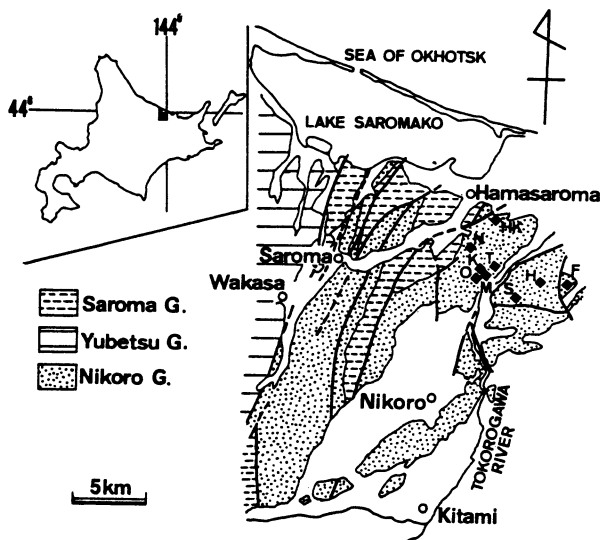 144°
44°
SEA OF OKHOTSK
LAKE SAROMAKO
Hamasaroma
HK
N
Saroma
K
T
O
M
H
F
S
Wakasa
Saroma G.
Yubetsu G.
Nikoro G.
Nikoro
TOKOROGAWA
RIVER
5km
Kitami